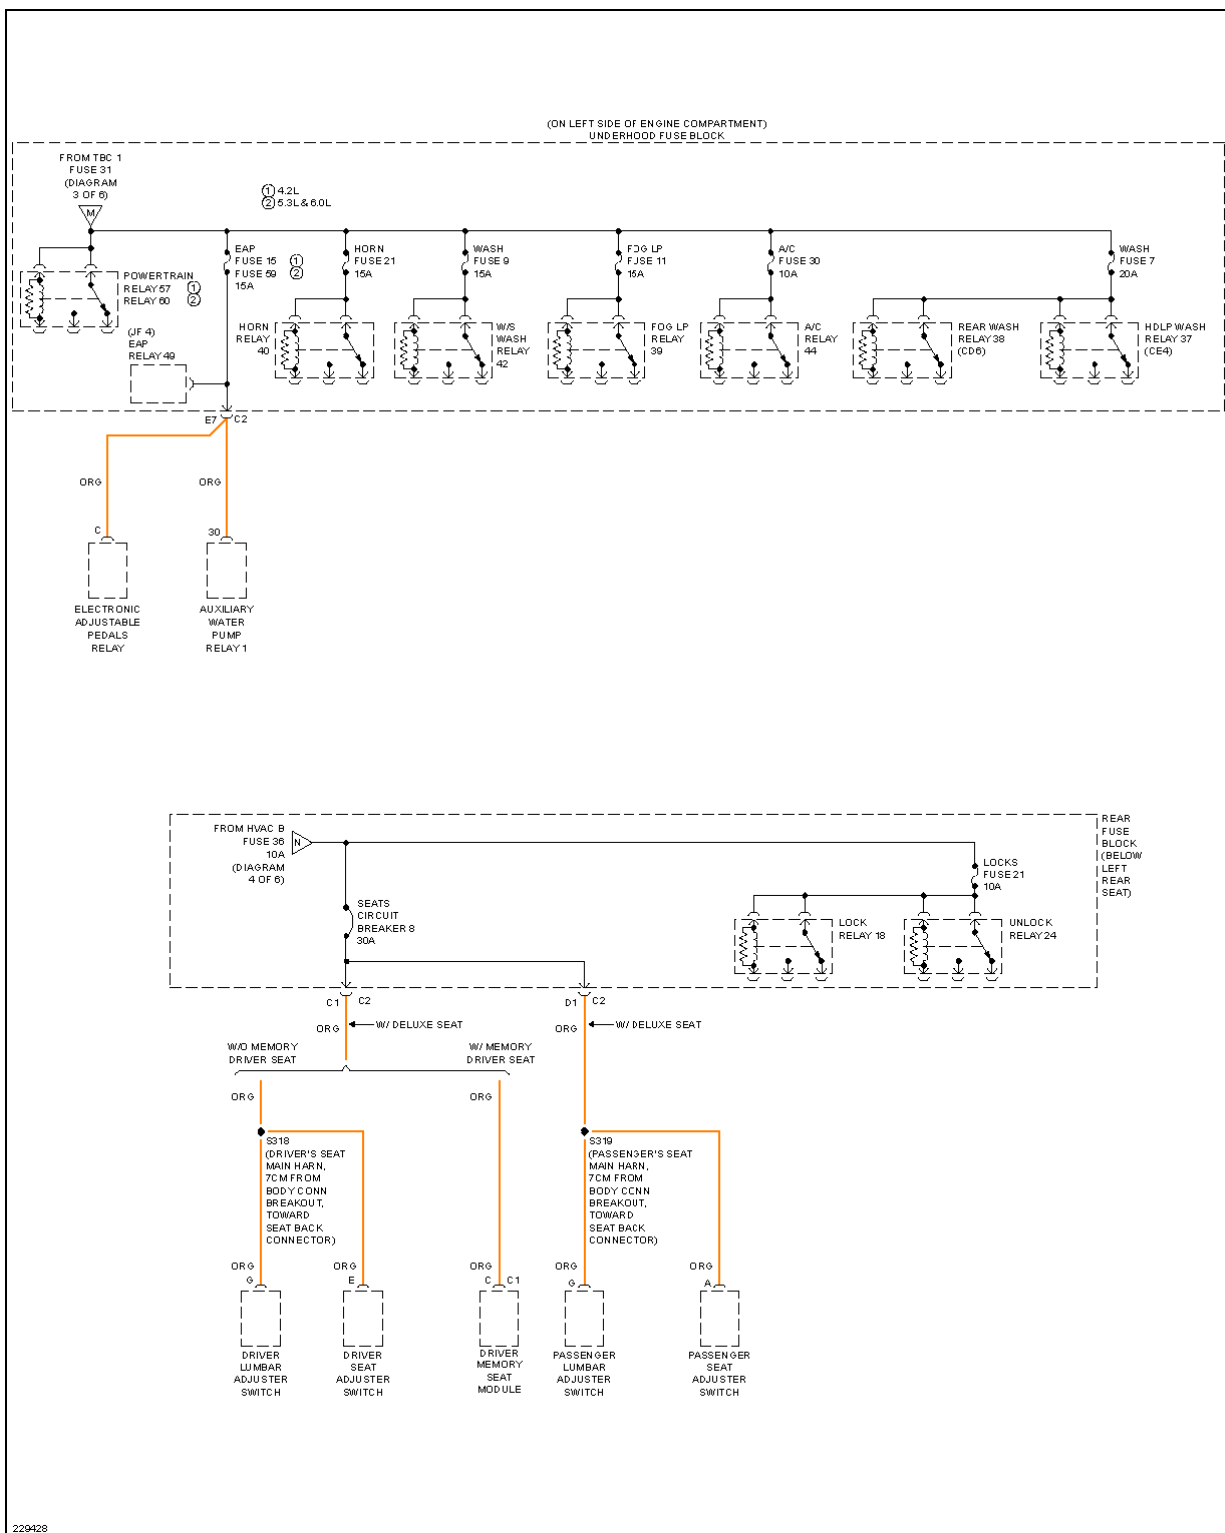 (ON LEFT SIDE OF ENGINE COMPARTMENT)
UNDERHOOD FUSE BLOCK
FROM TBC 1
FUSE 31
(DIAGRAM
3 OF 6)
M
1 4.2L
2 5.3L & 6.0L
POWERTRAIN
RELAY 57 1
RELAY 60 2
EAP
FUSE 15 1
FUSE 59 2
15A
HORN
FUSE 21
15A
WASH
FUSE 9
15A
FOG LP
FUSE 11
15A
A/C
FUSE 30
10A
WASH
FUSE 7
20A
(JF 4)
EAP
RELAY 49
HORN
RELAY
40
W/S
WASH
RELAY
42
FOG LP
RELAY
39
A/C
RELAY
44
REAR WASH
RELAY 38
(CD6)
HDLP WASH
RELAY 37
(CE4)
E7 C2
ORG
ORG
C
30
ELECTRONIC
ADJUSTABLE
PEDALS
RELAY
AUXILIARY
WATER
PUMP
RELAY 1
FROM HVAC B
FUSE 36
10A
(DIAGRAM
4 OF 6)
N
REAR
FUSE
BLOCK
(BELOW
LEFT
REAR
SEAT)
LOCKS
FUSE 21
10A
SEATS
CIRCUIT
BREAKER 8
30A
LOCK
RELAY 18
UNLOCK
RELAY 24
C1 C2
D1 C2
ORG
W/ DELUXE SEAT
ORG
W/ DELUXE SEAT
W/O MEMORY
DRIVER SEAT
W/ MEMORY
DRIVER SEAT
ORG
ORG
S318
(DRIVER'S SEAT
MAIN HARN,
7CM FROM
BODY CONN
BREAKOUT,
TOWARD
SEAT BACK
CONNECTOR)
S319
(PASSENGER'S SEAT
MAIN HARN,
7CM FROM
BODY CONN
BREAKOUT,
TOWARD
SEAT BACK
CONNECTOR)
ORG
G
ORG
E
ORG
C C1
ORG
G
ORG
A
DRIVER
LUMBAR
ADJUSTER
SWITCH
DRIVER
SEAT
ADJUSTER
SWITCH
DRIVER
MEMORY
SEAT
MODULE
PASSENGER
LUMBAR
ADJUSTER
SWITCH
PASSENGER
SEAT
ADJUSTER
SWITCH
229428